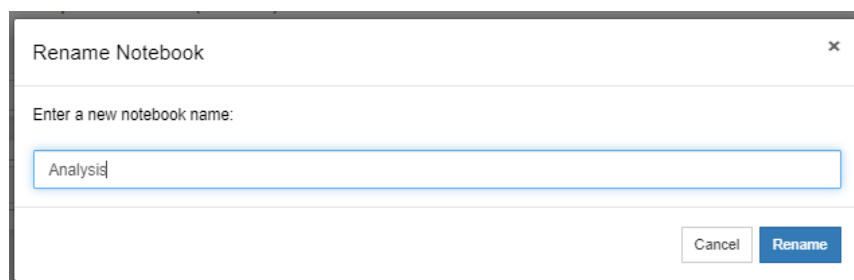 Rename Notebook
×
Enter a new notebook name:
Analysis
Cancel Rename